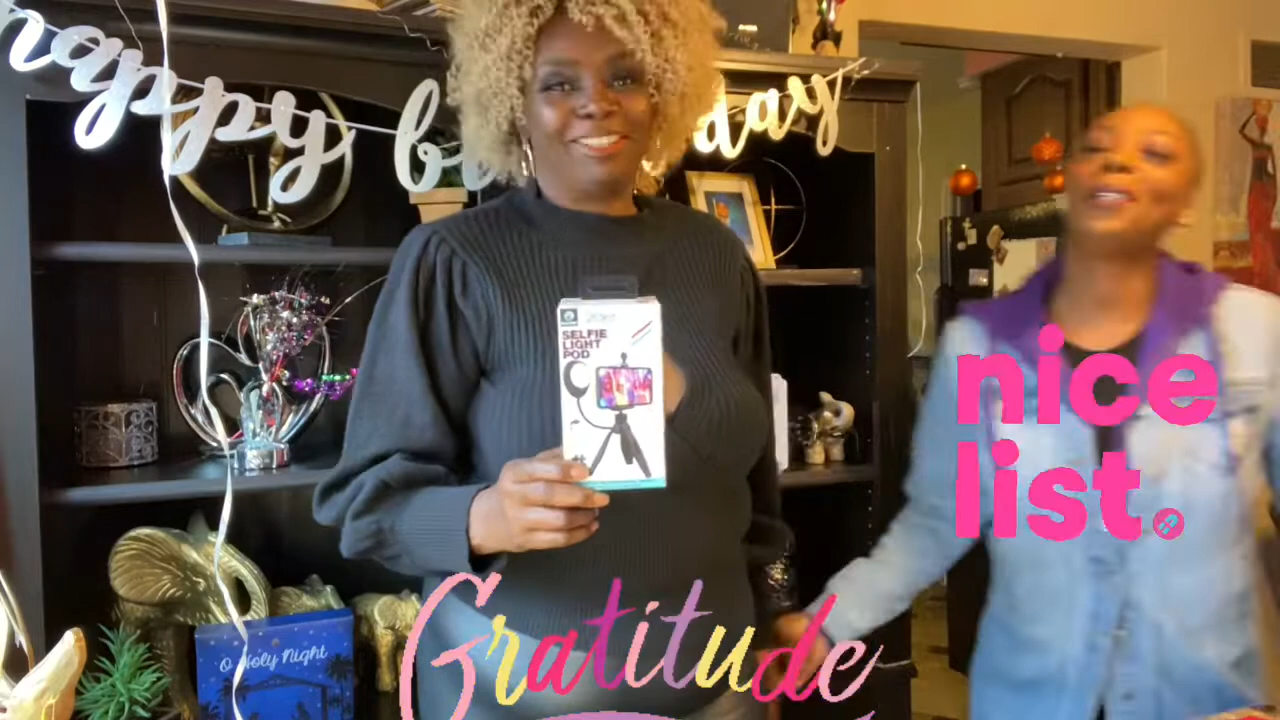 happy b day
SELFIE
LIGHT
POD
nice
list.
O Holy Night
Gratitude